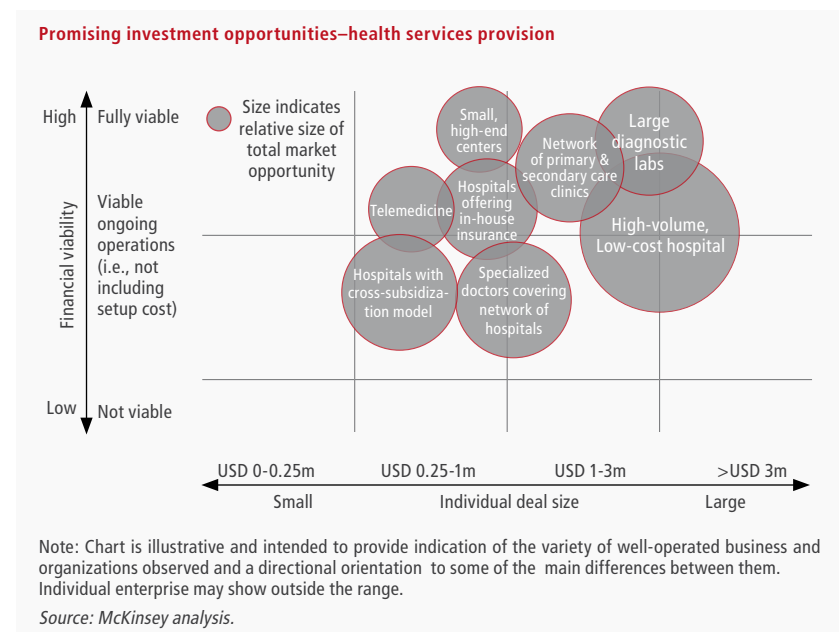 Promising investment opportunities–health services provision
High
Fully viable
Size indicates
relative size of
total market
opportunity
Small,
high-end
centers
Network
of primary &
secondary care
clinics
Large
diagnostic
labs
Financial viability
Viable
ongoing
operations
(i.e., not
including
setup cost)
Telemedicine
Hospitals
offering
in-house
insurance
High-volume,
Low-cost hospital
Hospitals with
cross-subsidiza-
tion model
Specialized
doctors covering
network of
hospitals
Low
Not viable
USD 0-0.25m
USD 0.25-1m
USD 1-3m
>USD 3m
Small
Individual deal size
Large
Note: Chart is illustrative and intended to provide indication of the variety of well-operated business and
organizations observed and a directional orientation to some of the main differences between them.
Individual enterprise may show outside the range.
Source: McKinsey analysis.